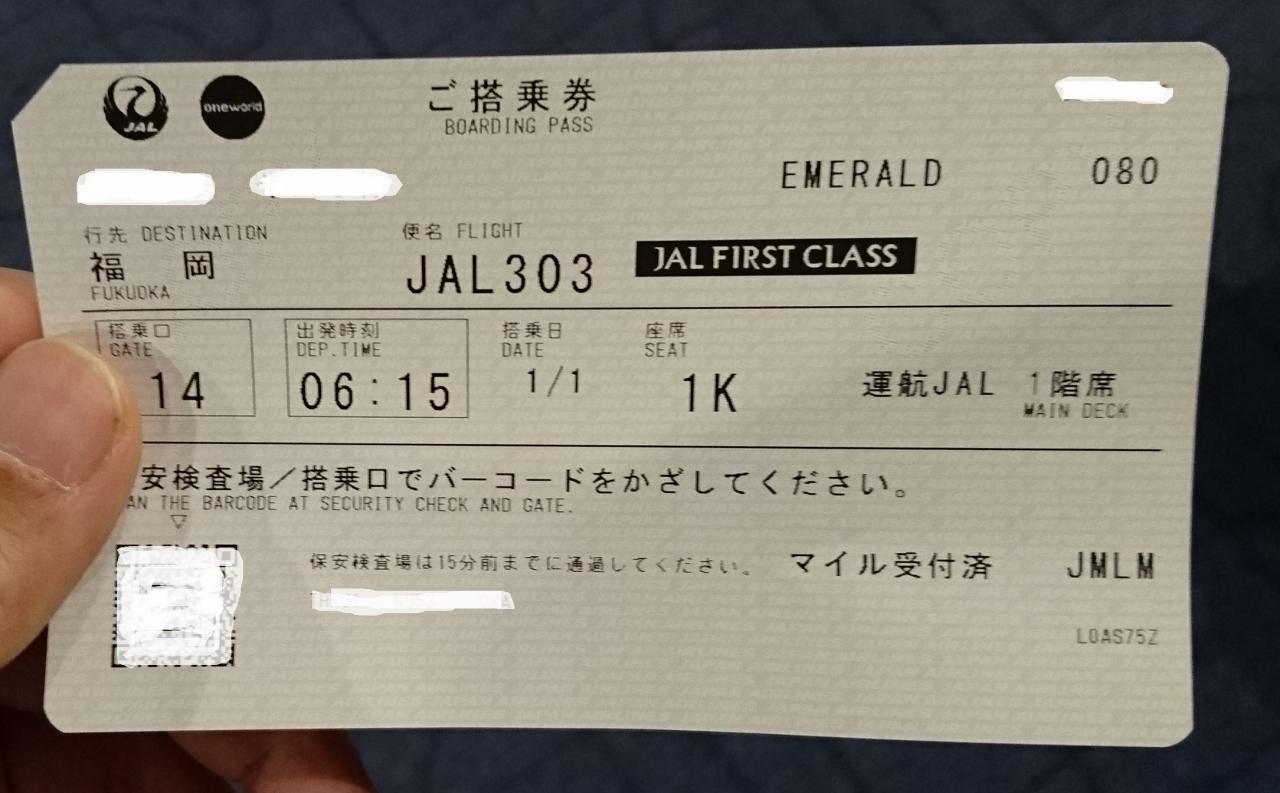 JAL
oneworld
ご搭乗券
BOARDING PASS
EMERALD 080
行先 DESTINATION 便名 FLIGHT
福岡 JAL303 JAL FIRST CLASS
FUKUOKA
搭乗口 出発時刻 搭乗日 座席
GATE DEP.TIME DATE SEAT
14 06:15 1/1 1K 運航JAL 1階席
MAIN DECK
安検査場/搭乗口でバーコードをかざしてください。
AN THE BARCODE AT SECURITY CHECK AND GATE.
保安検査場は15分前までに通過してください。 マイル受付済 JMLM
L0AS75Z